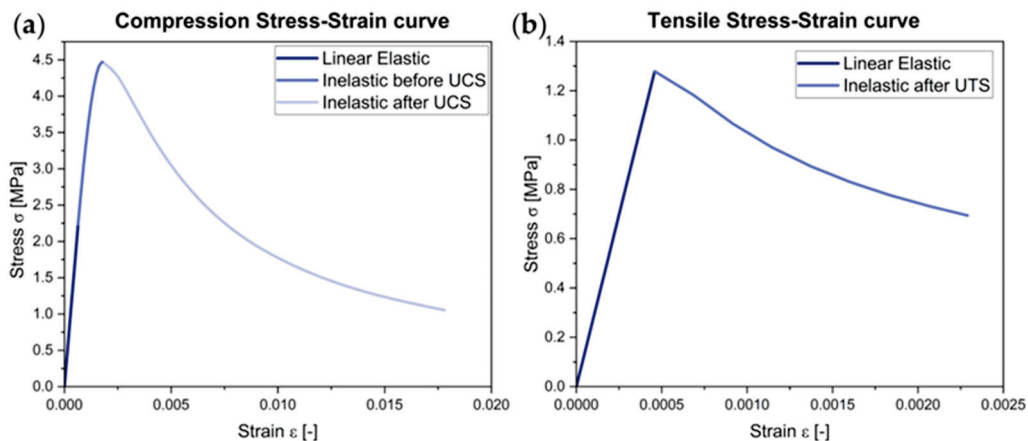 (a)
Compression Stress-Strain curve
Linear Elastic
Inelastic before UCS
Inelastic after UCS
4.5
4.0
3.5
3.0
2.5
2.0
1.5
1.0
0.5
0.0
Stress σ [MPa]
0.000 0.005 0.010 0.015 0.020
Strain ε [-]
(b)
Tensile Stress-Strain curve
Linear Elastic
Inelastic after UTS
1.4
1.2
1.0
0.8
0.6
0.4
0.2
0.0
Stress σ [MPa]
0.0000 0.0005 0.0010 0.0015 0.0020 0.0025
Strain ε [-]